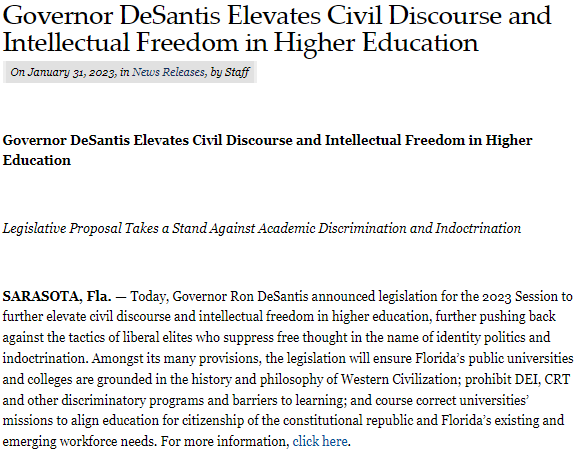 Governor DeSantis Elevates Civil Discourse and
Intellectual Freedom in Higher Education
On January 31, 2023, in News Releases, by Staff
Governor DeSantis Elevates Civil Discourse and Intellectual Freedom in Higher
Education
Legislative Proposal Takes a Stand Against Academic Discrimination and Indoctrination
SARASOTA, Fla. — Today, Governor Ron DeSantis announced legislation for the 2023 Session to
further elevate civil discourse and intellectual freedom in higher education, further pushing back
against the tactics of liberal elites who suppress free thought in the name of identity politics and
indoctrination. Amongst its many provisions, the legislation will ensure Florida’s public universities
and colleges are grounded in the history and philosophy of Western Civilization; prohibit DEI, CRT
and other discriminatory programs and barriers to learning; and course correct universities’
missions to align education for citizenship of the constitutional republic and Florida’s existing and
emerging workforce needs. For more information, click here.